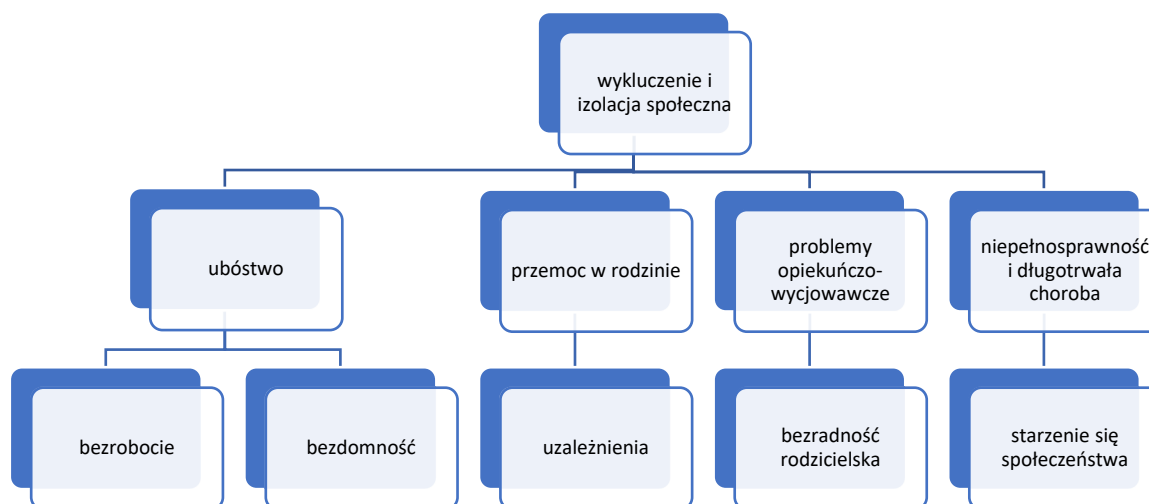 wykluczenie i
izolacja społeczna
ubóstwo
przemoc w rodzinie
problemy
opiekuńczo-
wycjowawcze
niepełnosprawność
i długotrwała
choroba
bezrobocie
bezdomność
uzależnienia
bezradność
rodzicielska
starzenie się
społeczeństwa